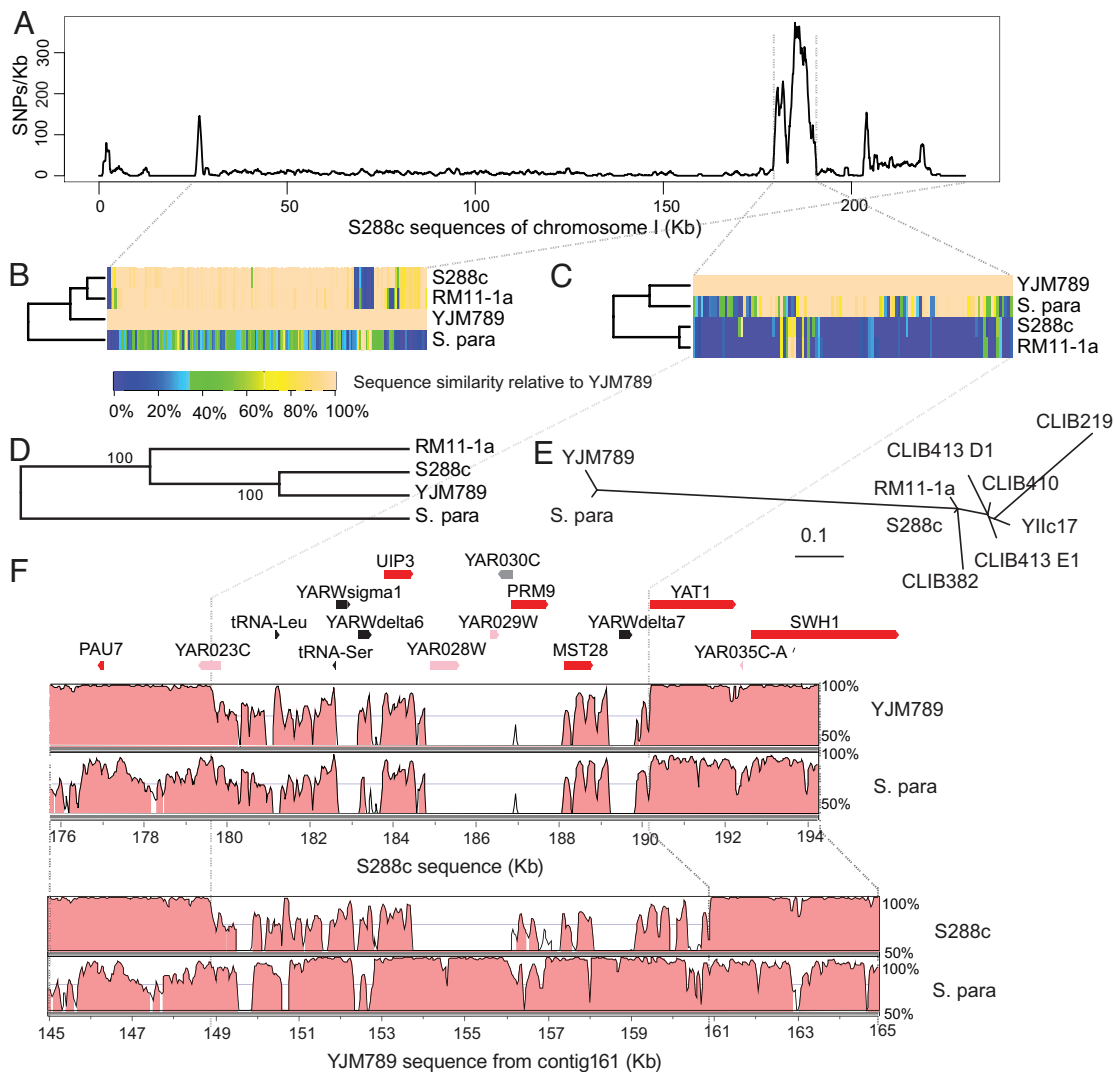 A
SNPs/Kb
0 100 200 300
0 50 100 150 200
S288c sequences of chromosome I (Kb)
B
S288c
RM11-1a
YJM789
S. para
C
YJM789
S. para
S288c
RM11-1a
Sequence similarity relative to YJM789
0% 20% 40% 60% 80% 100%
D
100
100
RM11-1a
S288c
YJM789
S. para
E
YJM789
S. para
CLIB219
CLIB413 D1
CLIB410
RM11-1a
S288c
YIIc17
CLIB413 E1
CLIB382
0.1
F
UIP3
YAR030C
YARWsigma1
PRM9
YAT1
tRNA-Leu
YARWdelta6
YAR029W
YARWdelta7
SWH1
PAU7
YAR023C
tRNA-Ser
YAR028W
MST28
YAR035C-A
100%
YJM789
50%
100%
S. para
50%
176 178 180 182 184 186 188 190 192 194
S288c sequence (Kb)
100%
S288c
50%
100%
S. para
50%
145 147 149 151 153 155 157 159 161 163 165
YJM789 sequence from contig161 (Kb)